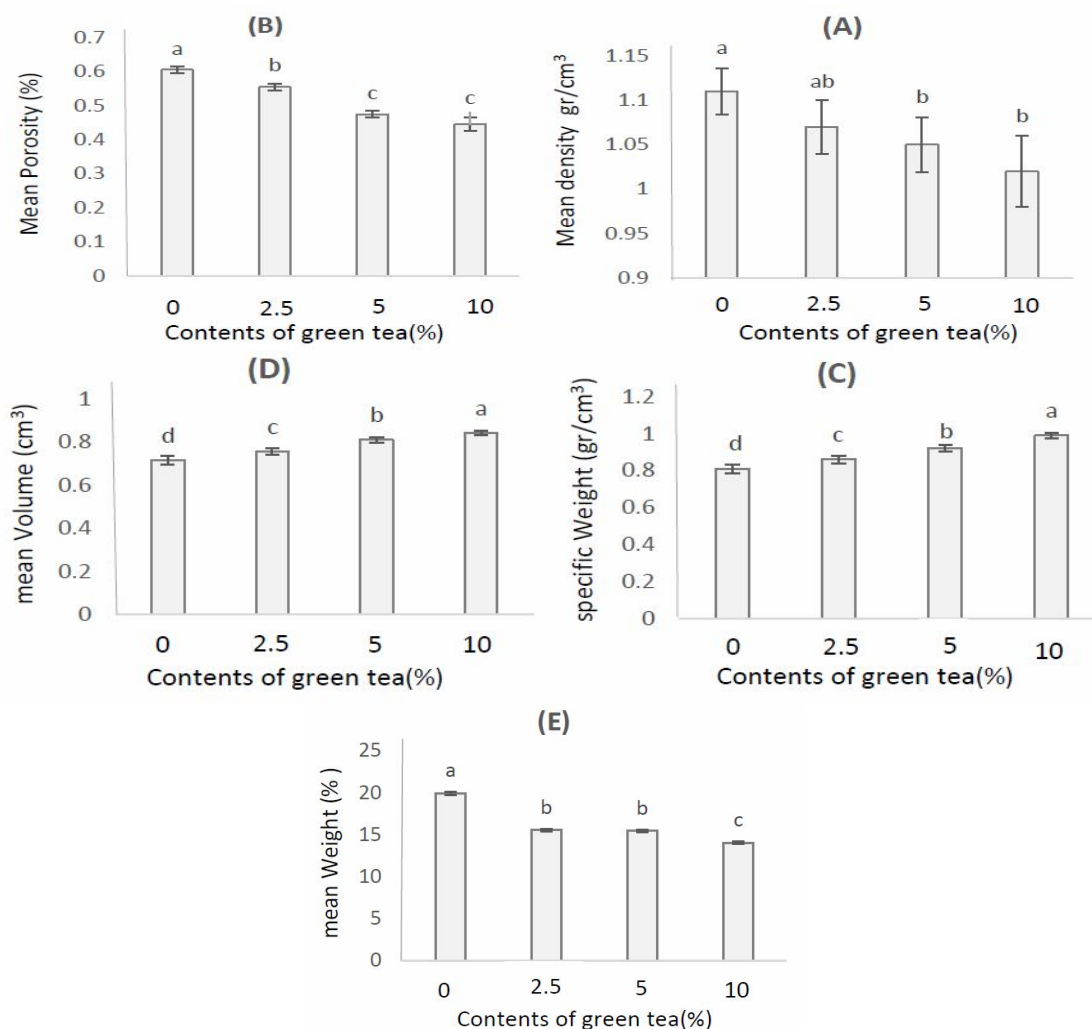 (B)
Mean Porosity (%)
0.7
0.6
0.5
0.4
0.3
0.2
0.1
0
a
b
c
c
0 2.5 5 10
Contents of green tea(%)
(A)
Mean density gr/cm³
1.15
1.1
1.05
1
0.95
0.9
a
ab
b
b
0 2.5 5 10
Contents of green tea(%)
(D)
mean Volume (cm³)
1
0.8
0.6
0.4
0.2
0
d
c
b
a
0 2.5 5 10
Contents of green tea(%)
(C)
specific Weight (gr/cm³)
1.2
1
0.8
0.6
0.4
0.2
0
d
c
b
a
0 2.5 5 10
Contents of green tea(%)
(E)
mean Weight (% )
25
20
15
10
5
0
a
b
b
c
0 2.5 5 10
Contents of green tea(%)